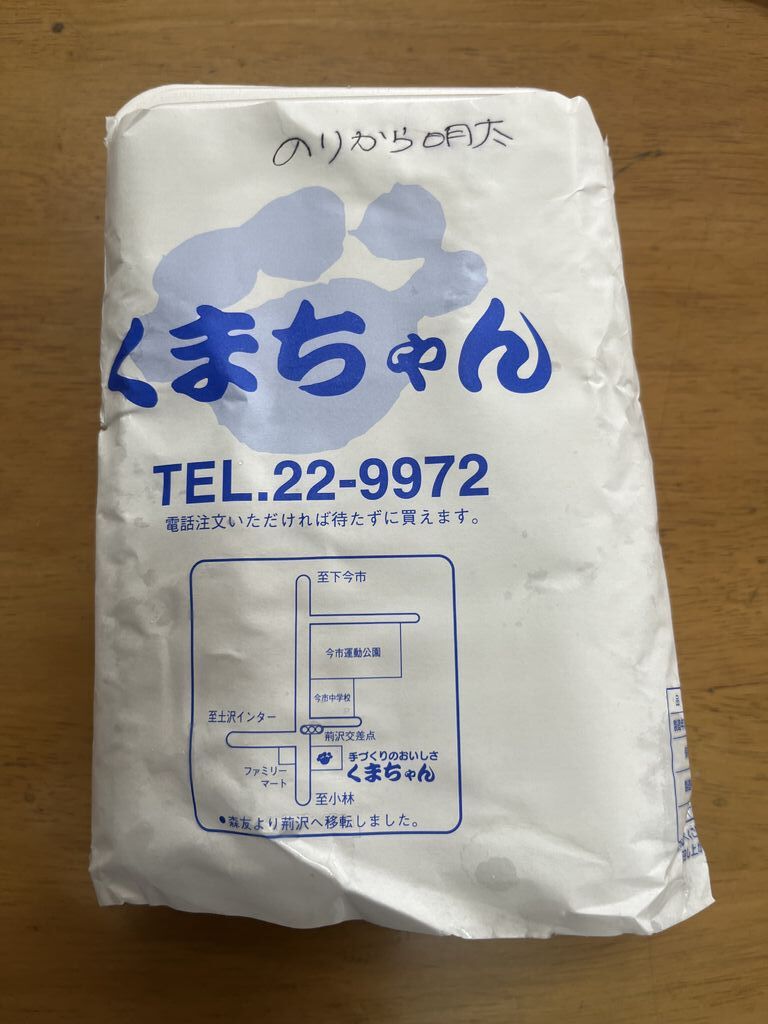 のりから明太
くまちゃん
TEL.22-9972
電話注文いただければ待たずに買えます。
至下今市
今市運動公園
今市中学校
至土沢インター
荊沢交差点
手づくりのおいしさ
くまちゃん
ファミリー
マート
至小林
●森友より荊沢へ移転しました。
品